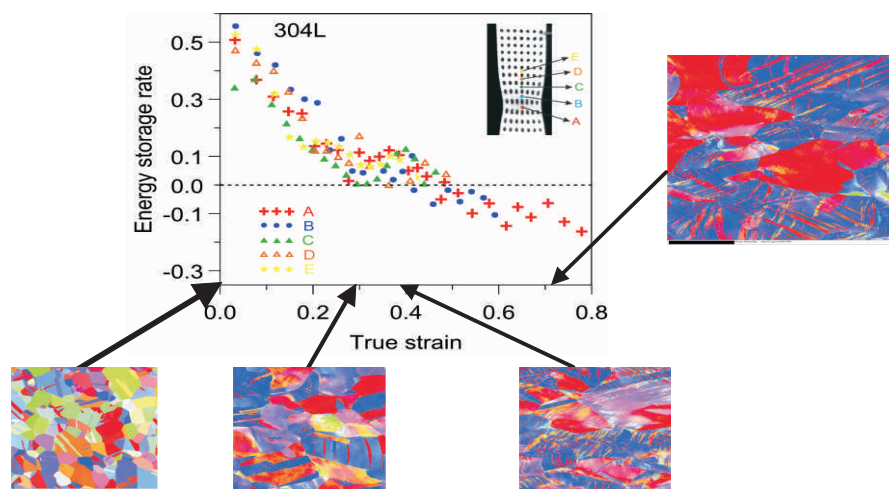 304L
0.5
0.3
0.1
0.0
-0.1
-0.3
Energy storage rate
E
D
C
B
A
A
B
C
D
E
0.0 0.2 0.4 0.6 0.8
True strain